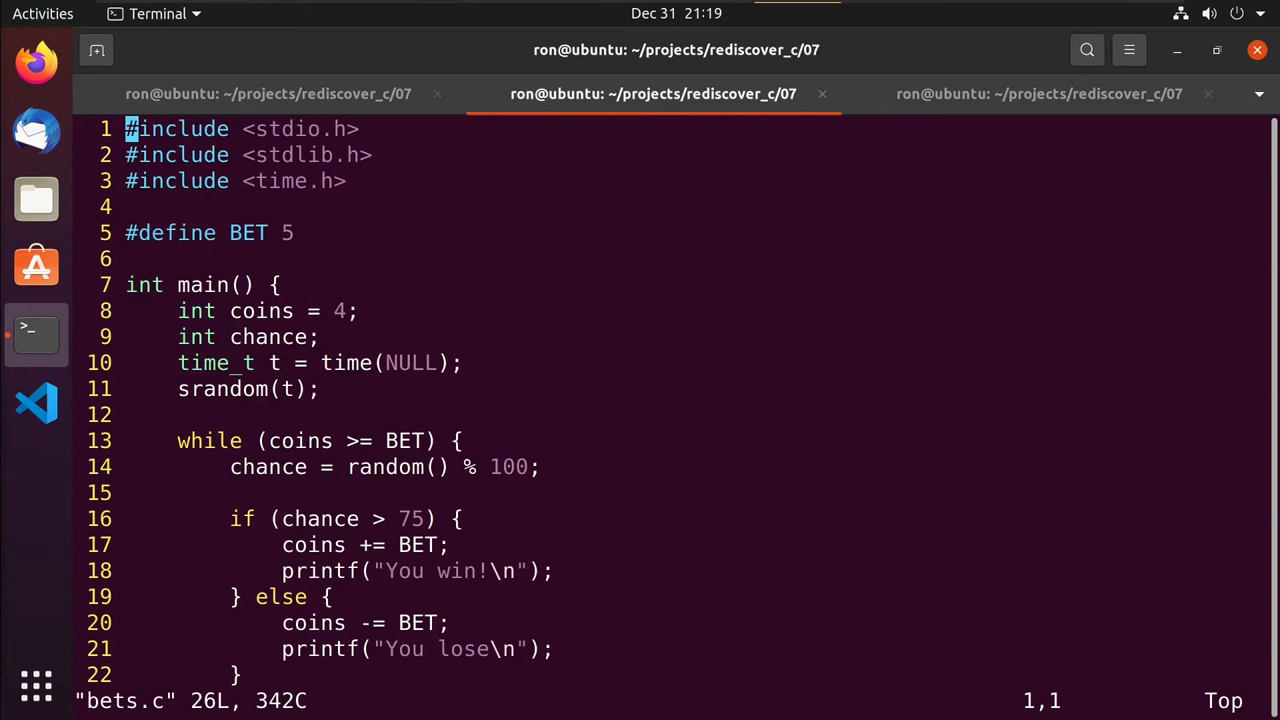 Activities Terminal Dec 31 21:19
ron@ubuntu: ~/projects/rediscover_c/07
ron@ubuntu: ~/projects/rediscover_c/07 × ron@ubuntu: ~/projects/rediscover_c/07 × ron@ubuntu: ~/projects/rediscover_c/07 ×
1 #include <stdio.h>
2 #include <stdlib.h>
3 #include <time.h>
4
5 #define BET 5
6
7 int main() {
8     int coins = 4;
9     int chance;
10     time_t t = time(NULL);
11     srandom(t);
12
13     while (coins >= BET) {
14         chance = random() % 100;
15
16         if (chance > 75) {
17             coins += BET;
18             printf("You win!\n");
19         } else {
20             coins -= BET;
21             printf("You lose\n");
22         }
"bets.c" 26L, 342C 1,1 Top